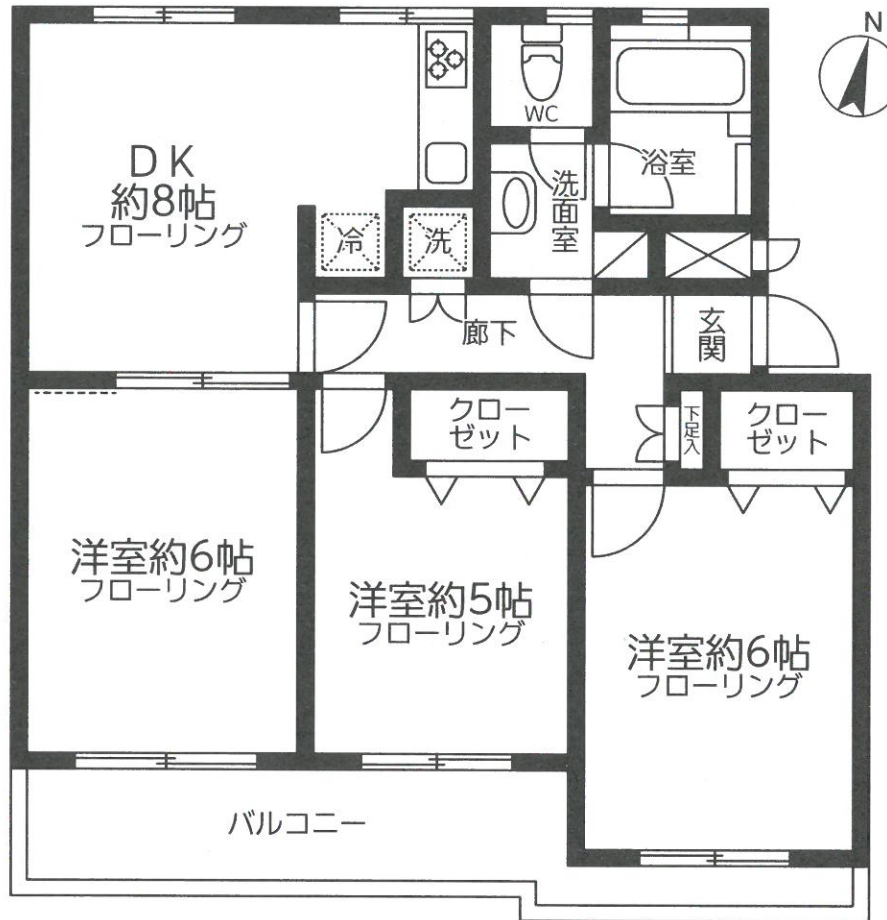 N
WC
浴室
DK
約8帖
フローリング
洗面室
冷
洗
廊下
玄関
クロー
ゼット
下足入
クロー
ゼット
洋室約6帖
フローリング
洋室約5帖
フローリング
洋室約6帖
フローリング
バルコニー